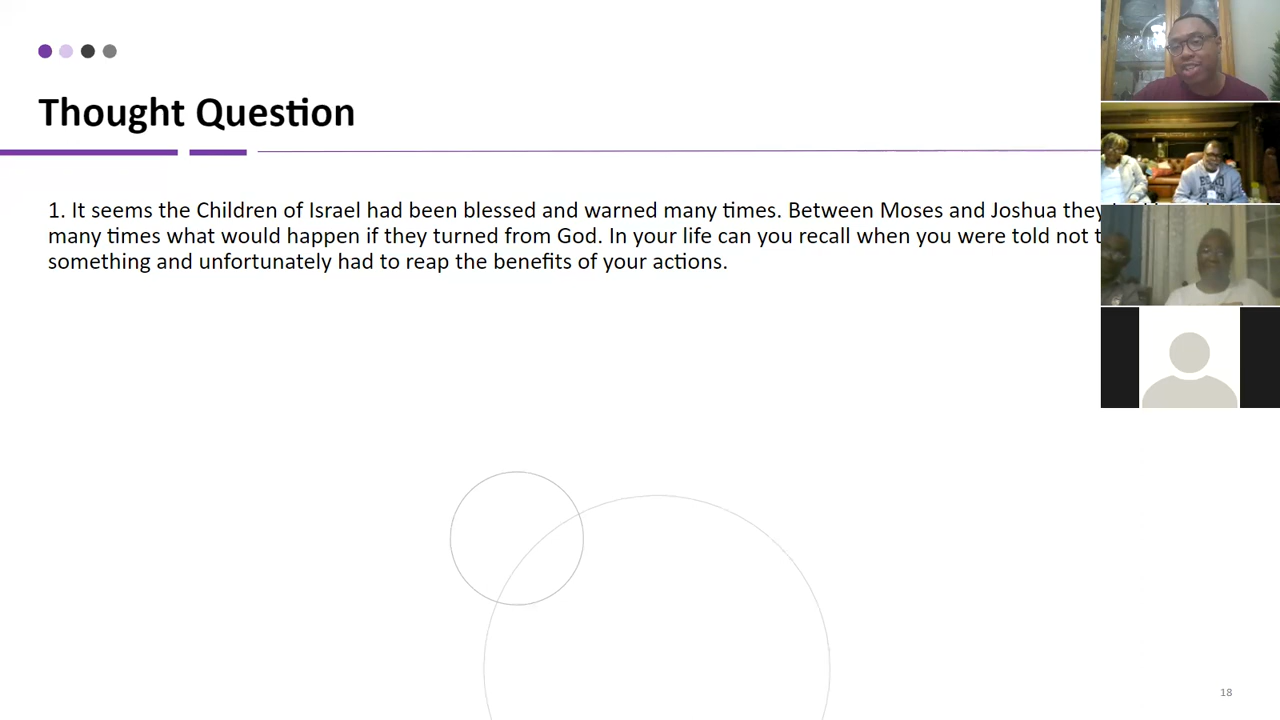 Thought Question
1. It seems the Children of Israel had been blessed and warned many times. Between Moses and Joshua they
many times what would happen if they turned from God. In your life can you recall when you were told not
something and unfortunately had to reap the benefits of your actions.
18